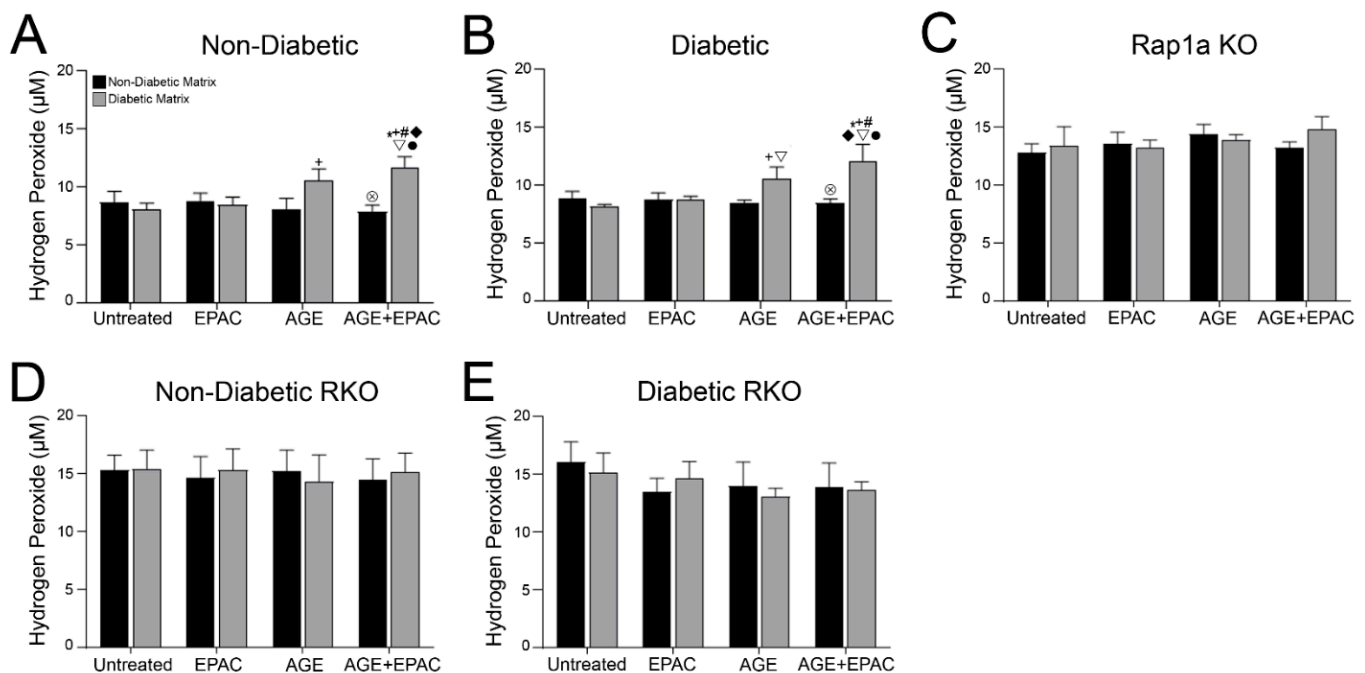 A
Non-Diabetic
Hydrogen Peroxide (µM)
20
15
10
5
0
Non-Diabetic Matrix
Diabetic Matrix
+
*+#◆
▽●
⊗
Untreated EPAC AGE AGE+EPAC
B
Diabetic
Hydrogen Peroxide (µM)
20
15
10
5
0
+▽
*+#
◆▽●
⊗
Untreated EPAC AGE AGE+EPAC
C
Rap1a KO
Hydrogen Peroxide (µM)
20
15
10
5
0
Untreated EPAC AGE AGE+EPAC
D
Non-Diabetic RKO
Hydrogen Peroxide (µM)
20
15
10
5
0
Untreated EPAC AGE AGE+EPAC
E
Diabetic RKO
Hydrogen Peroxide (µM)
20
15
10
5
0
Untreated EPAC AGE AGE+EPAC